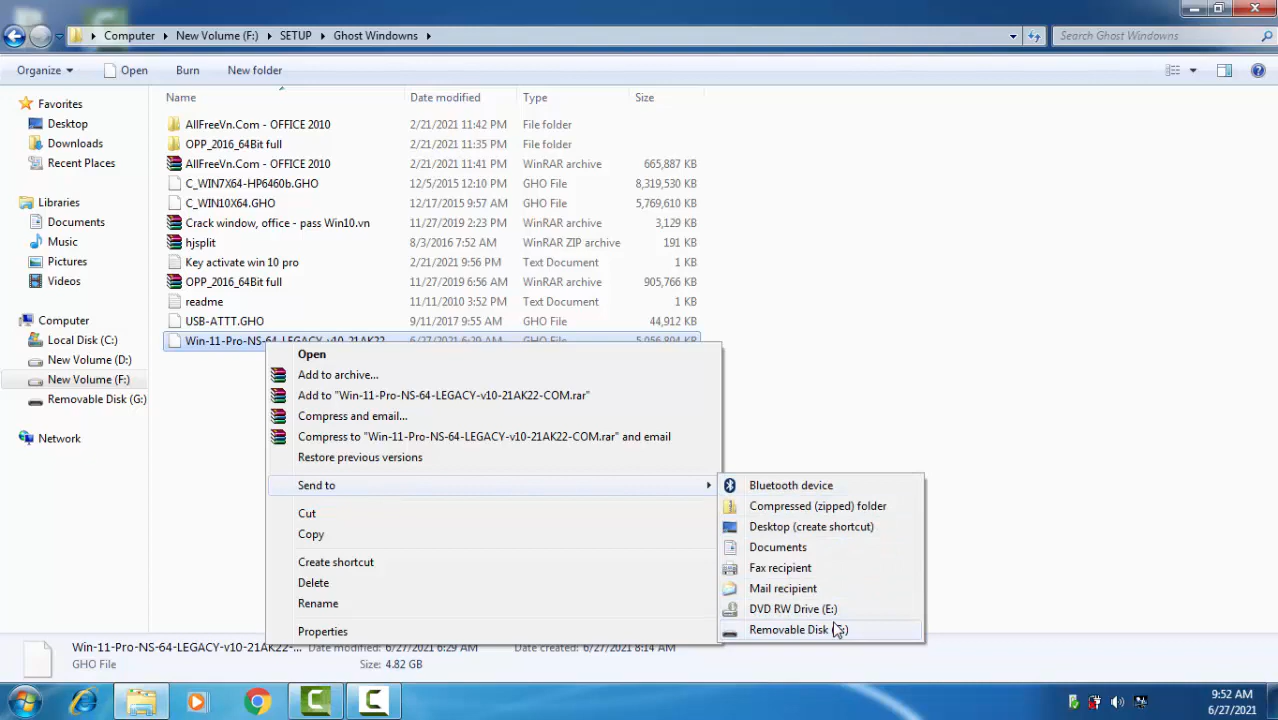 Computer New Volume (F:) SETUP Ghost Windowns Search Ghost Windowns
Organize Open Burn New folder
Name Date modified Type Size
Favorites
Desktop
Downloads
Recent Places
Libraries
Documents
Music
Pictures
Videos
Computer
Local Disk (C:)
New Volume (D:)
New Volume (F:)
Removable Disk (G:)
Network
AllFreeVn.Com - OFFICE 2010 2/21/2021 11:42 PM File folder
OPP_2016_64Bit full 2/21/2021 11:35 PM File folder
AllFreeVn.Com - OFFICE 2010 2/21/2021 11:41 PM WinRAR archive 665,887 KB
C_WIN7X64-HP6460b.GHO 12/5/2015 12:10 PM GHO File 8,319,530 KB
C_WIN10X64.GHO 12/17/2015 9:57 AM GHO File 5,769,610 KB
Crack window, office - pass Win10.vn 11/27/2019 2:23 PM WinRAR archive 3,129 KB
hjsplit 8/3/2016 7:52 AM WinRAR ZIP archive 191 KB
Key activate win 10 pro 2/21/2021 9:56 PM Text Document 1 KB
OPP_2016_64Bit full 11/27/2019 6:56 AM WinRAR archive 905,766 KB
readme 11/11/2010 3:52 PM Text Document 1 KB
USB-ATTT.GHO 9/11/2017 9:55 AM GHO File 44,912 KB
Win-11-Pro-NS-64-LEGACY-v10-21AK22-... 6/27/2021 6:29 AM GHO File 5,056,894 KB
Open
Add to archive...
Add to "Win-11-Pro-NS-64-LEGACY-v10-21AK22-COM.rar"
Compress and email...
Compress to "Win-11-Pro-NS-64-LEGACY-v10-21AK22-COM.rar" and email
Restore previous versions
Send to
Cut
Copy
Create shortcut
Delete
Rename
Properties
Bluetooth device
Compressed (zipped) folder
Desktop (create shortcut)
Documents
Fax recipient
Mail recipient
DVD RW Drive (E:)
Removable Disk
Win-11-Pro-NS-64-LEGACY-v10-21AK22-... Date modified: 6/27/2021 6:29 AM Date created: 6/27/2021 8:14 AM
GHO File Size: 4.82 GB
9:52 AM
6/27/2021